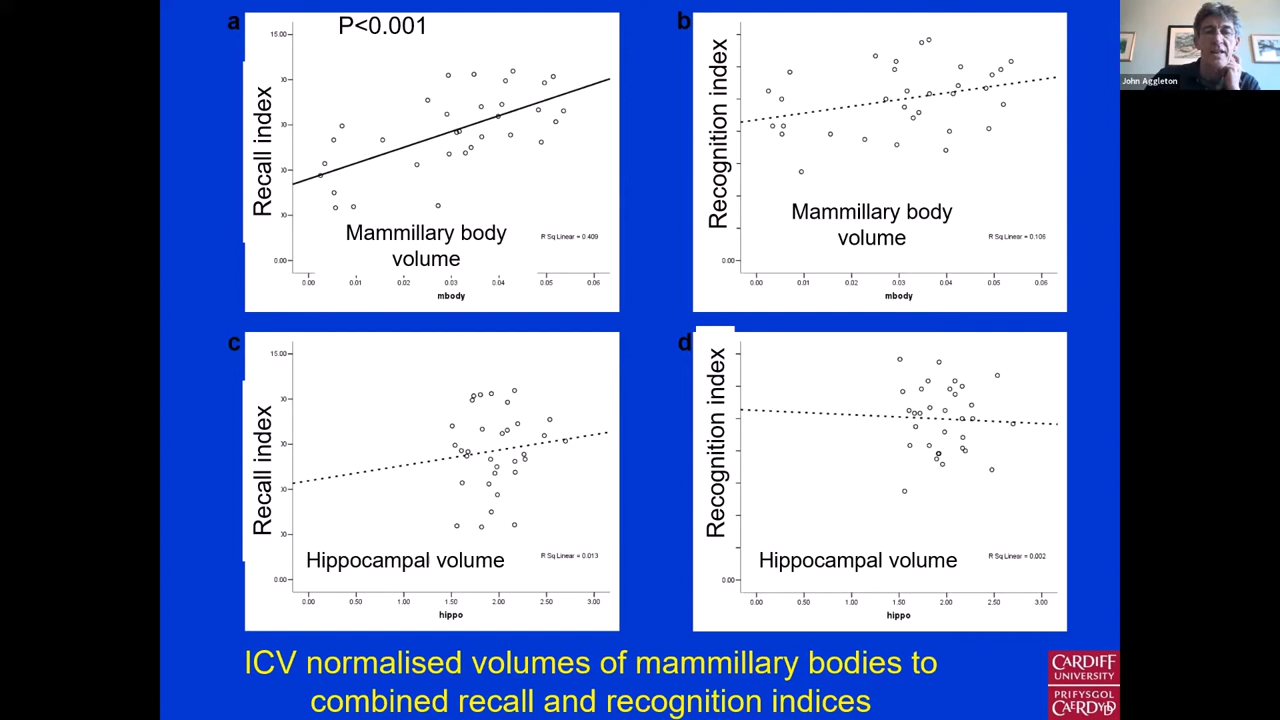 a
P<0.001
15.00
Recall index
Mammillary body
volume
R Sq Linear = 0.409
0.00
0.00 0.01 0.02 0.03 0.04 0.05 0.06
mbody
b
Recognition index
Mammillary body
volume
R Sq Linear = 0.106
0.00
0.00 0.01 0.02 0.03 0.04 0.05 0.06
mbody
John Aggleton
c
15.00
Recall index
Hippocampal volume
R Sq Linear = 0.013
0.00
0.00 0.50 1.00 1.50 2.00 2.50 3.00
hippo
d
Recognition index
Hippocampal volume
R Sq Linear = 0.002
0.00
0.00 0.50 1.00 1.50 2.00 2.50 3.00
hippo
ICV normalised volumes of mammillary bodies to
combined recall and recognition indices
CARDIFF
UNIVERSITY
PRIFYSGOL
CAERDYDD